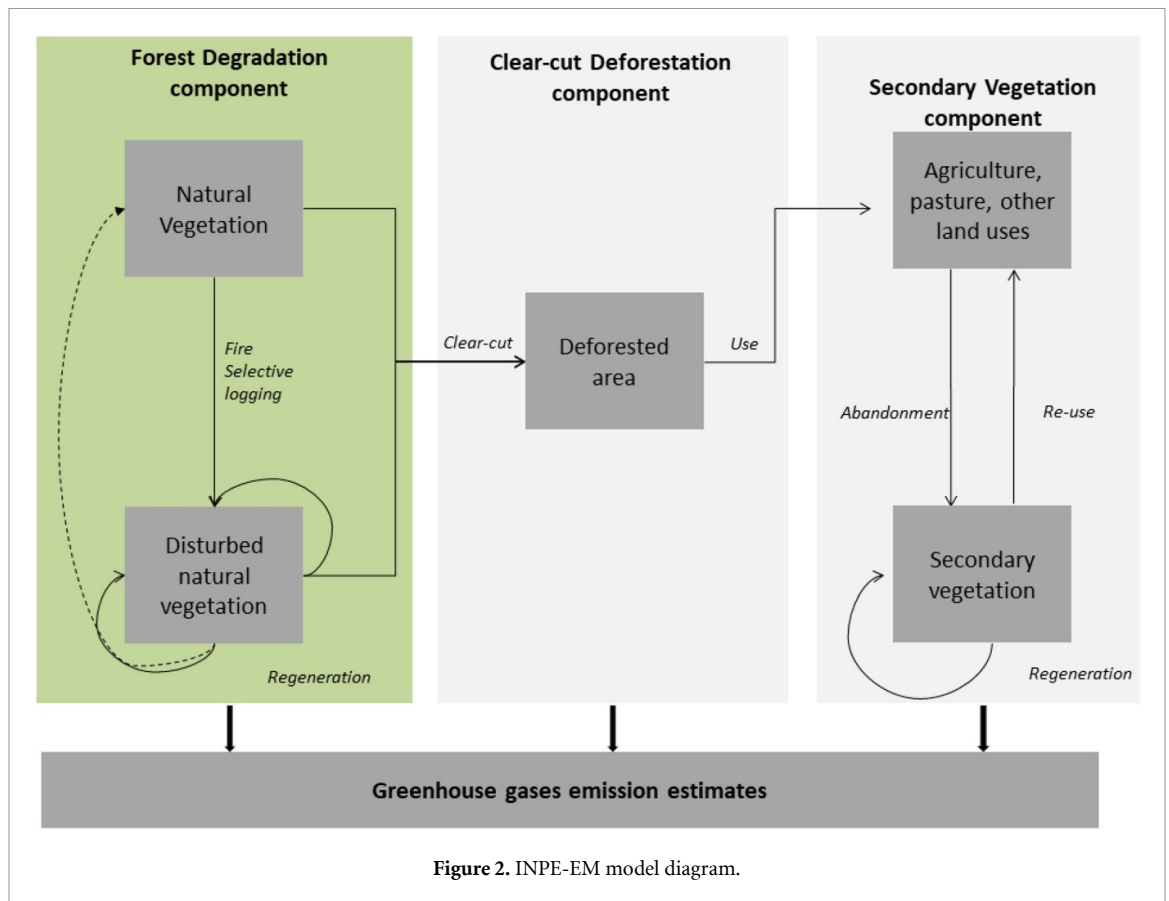 Forest Degradation
component
Natural
Vegetation
Fire
Selective
logging
Disturbed
natural
vegetation
Regeneration
Clear-cut Deforestation
component
Clear-cut
Deforested
area
Use
Secondary Vegetation
component
Agriculture,
pasture, other
land uses
Abandonment
Re-use
Secondary
vegetation
Regeneration
Greenhouse gases emission estimates
Figure 2. INPE-EM model diagram.